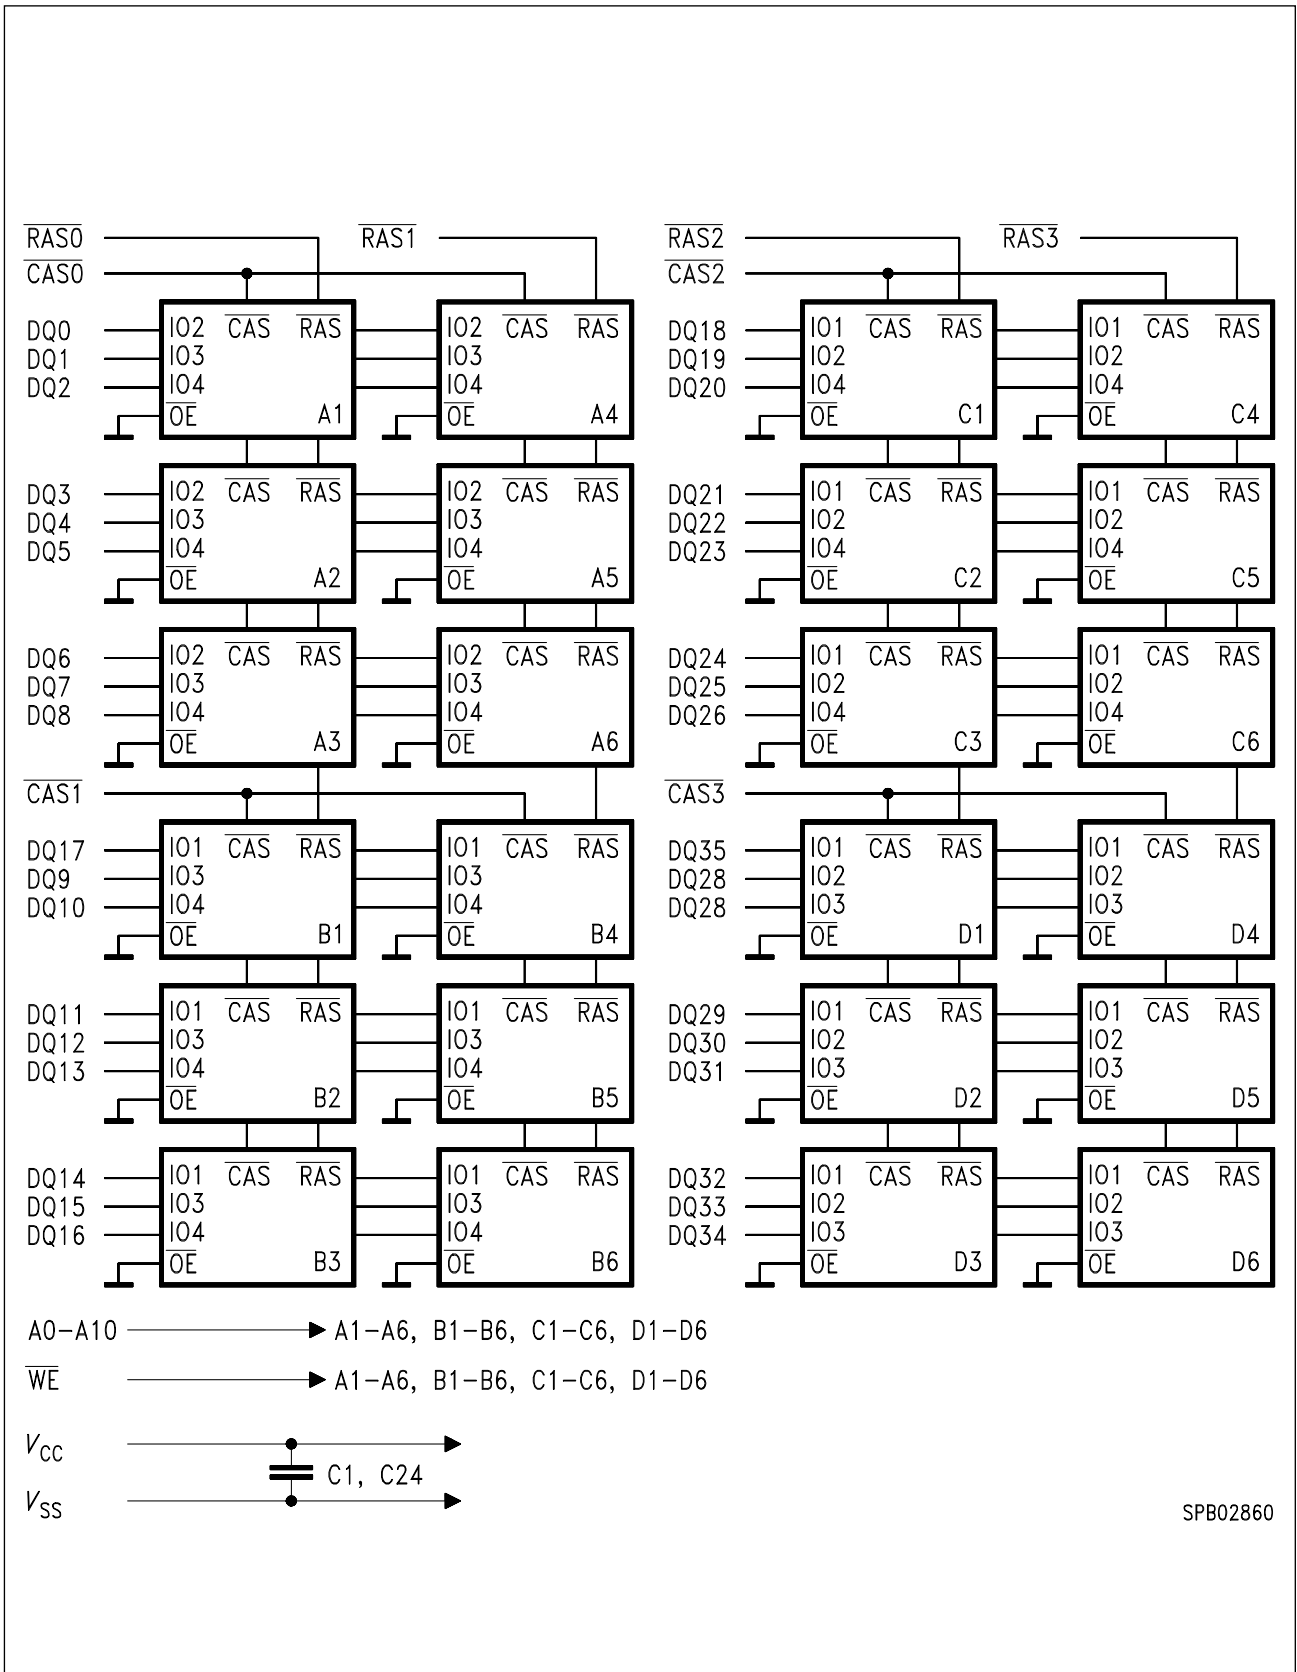 RAS0 RAS1 RAS2 RAS3
CAS0 CAS2
DQ0 IO2 CAS RAS IO2 CAS RAS DQ18 IO1 CAS RAS IO1 CAS RAS
DQ1 IO3 IO3 DQ19 IO2 IO2
DQ2 IO4 IO4 DQ20 IO4 IO4
OE A1 OE A4 OE C1 OE C4
DQ3 IO2 CAS RAS IO2 CAS RAS DQ21 IO1 CAS RAS IO1 CAS RAS
DQ4 IO3 IO3 DQ22 IO2 IO2
DQ5 IO4 IO4 DQ23 IO4 IO4
OE A2 OE A5 OE C2 OE C5
DQ6 IO2 CAS RAS IO2 CAS RAS DQ24 IO1 CAS RAS IO1 CAS RAS
DQ7 IO3 IO3 DQ25 IO2 IO2
DQ8 IO4 IO4 DQ26 IO4 IO4
OE A3 OE A6 OE C3 OE C6
CAS1 CAS3
DQ17 IO1 CAS RAS IO1 CAS RAS DQ35 IO1 CAS RAS IO1 CAS RAS
DQ9 IO3 IO3 DQ28 IO2 IO2
DQ10 IO4 IO4 DQ28 IO3 IO3
OE B1 OE B4 OE D1 OE D4
DQ11 IO1 CAS RAS IO1 CAS RAS DQ29 IO1 CAS RAS IO1 CAS RAS
DQ12 IO3 IO3 DQ30 IO2 IO2
DQ13 IO4 IO4 DQ31 IO3 IO3
OE B2 OE B5 OE D2 OE D5
DQ14 IO1 CAS RAS IO1 CAS RAS DQ32 IO1 CAS RAS IO1 CAS RAS
DQ15 IO3 IO3 DQ33 IO2 IO2
DQ16 IO4 IO4 DQ34 IO3 IO3
OE B3 OE B6 OE D3 OE D6
A0-A10 A1-A6, B1-B6, C1-C6, D1-D6
WE A1-A6, B1-B6, C1-C6, D1-D6
VCC
C1, C24
VSS
SPB02860